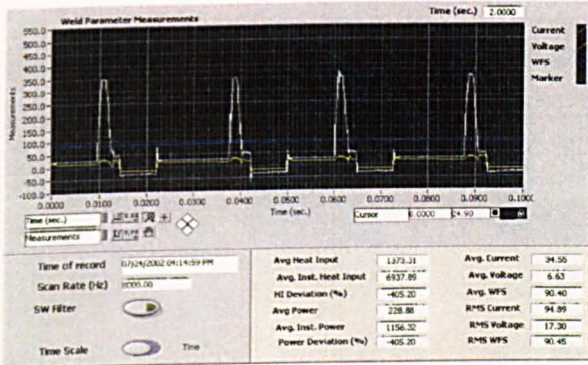 Weld Parameter Measurements
Time (sec.) 2.0000
Current
Voltage
WFS
Marker
Measurements
550.0
500.0
450.0
400.0
350.0
300.0
250.0
200.0
150.0
100.0
50.0
0.0
-50.0
-100.0
0.0000 0.0100 0.0200 0.0300 0.0400 0.0500 0.0600 0.0700 0.0800 0.0900 0.1000
Time (sec.)
Time (sec.)
Measurements
Cursor 0.0000 24.90
Time of record 07/24/2002 04:14:59 PM
Scan Rate (Hz) 8000.00
SW Filter
Time Scale Time
Avg Heat Input 1373.31
Avg. Inst. Heat Input 6937.89
HI Deviation (%) -405.20
Avg Power 228.88
Avg. Inst. Power 1156.32
Power Deviation (%) -405.20
Avg. Current 34.55
Avg. Voltage 6.63
Avg. WFS 90.40
RMS Current 94.89
RMS Voltage 17.30
RMS WFS 90.45